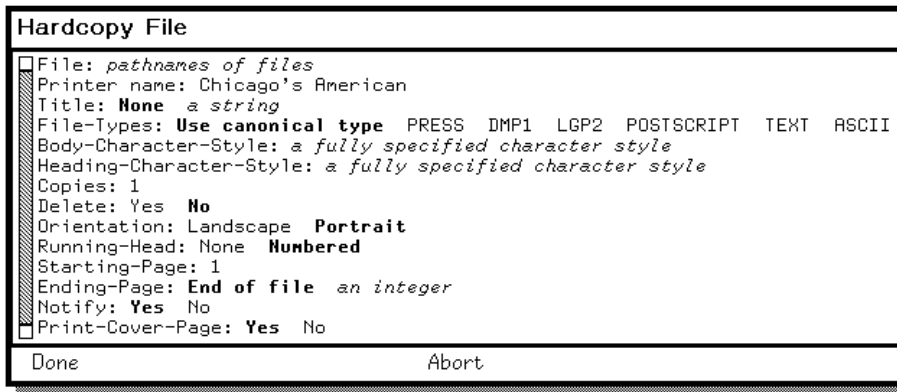 Hardcopy File
File: pathnames of files
Printer name: Chicago's American
Title: None a string
File-Types: Use canonical type PRESS DMP1 LGP2 POSTSCRIPT TEXT ASCII
Body-Character-Style: a fully specified character style
Heading-Character-Style: a fully specified character style
Copies: 1
Delete: Yes No
Orientation: Landscape Portrait
Running-Head: None Numbered
Starting-Page: 1
Ending-Page: End of file an integer
Notify: Yes No
Print-Cover-Page: Yes No
Done Abort